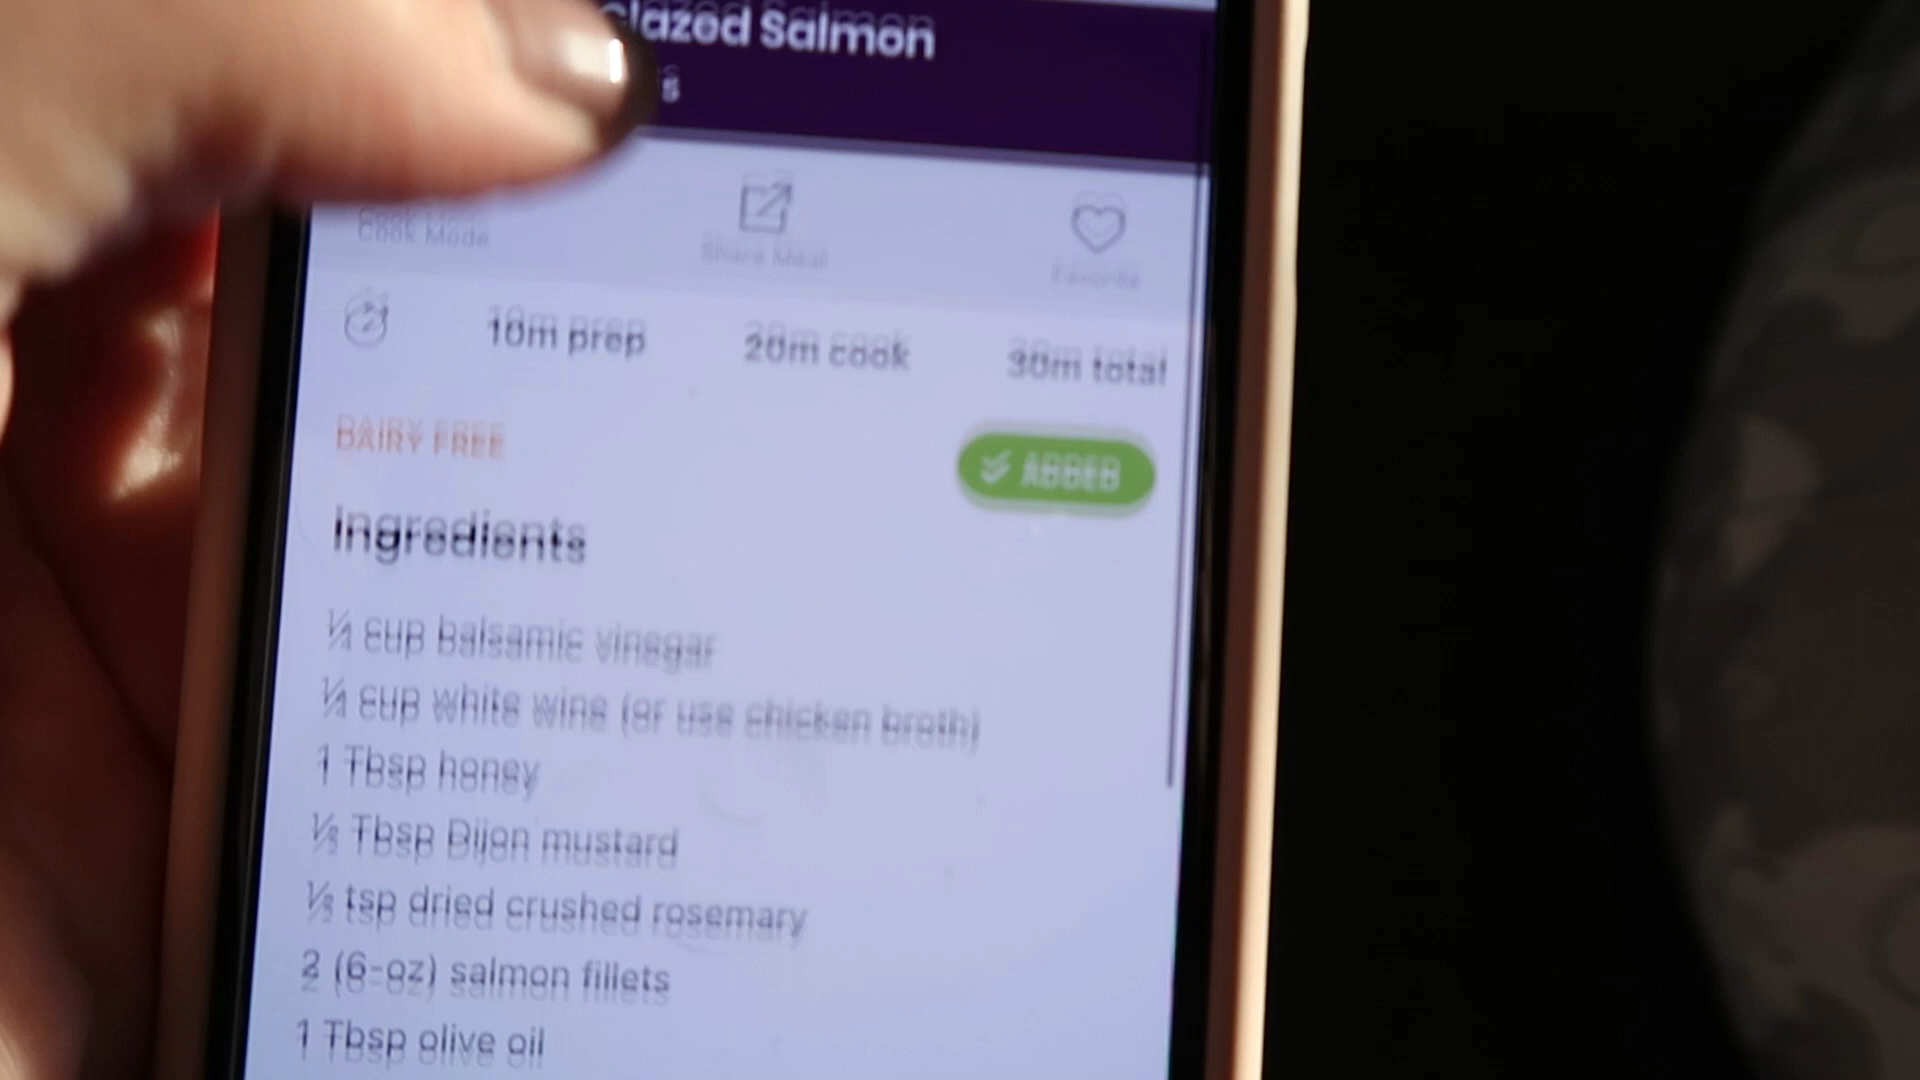 Glazed Salmon
Cook Mode
Share Meal
Favorite
10m prep
20m cook
30m total
DAIRY FREE
ADDED
Ingredients
¼ cup balsamic vinegar
¼ cup white wine (or use chicken broth)
1 Tbsp honey
½ Tbsp Dijon mustard
½ tsp dried crushed rosemary
2 (6-oz) salmon fillets
1 Tbsp olive oil